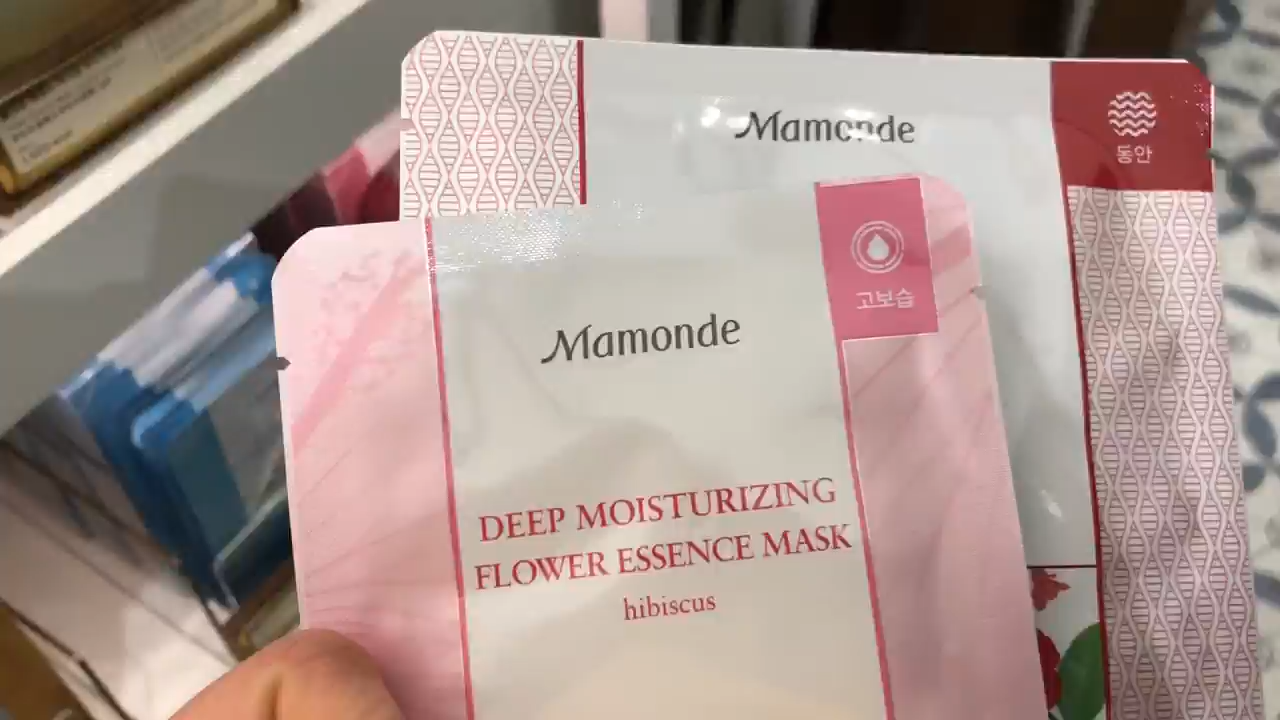 Mamonde
동안
Mamonde
고보습
DEEP MOISTURIZING
FLOWER ESSENCE MASK
hibiscus